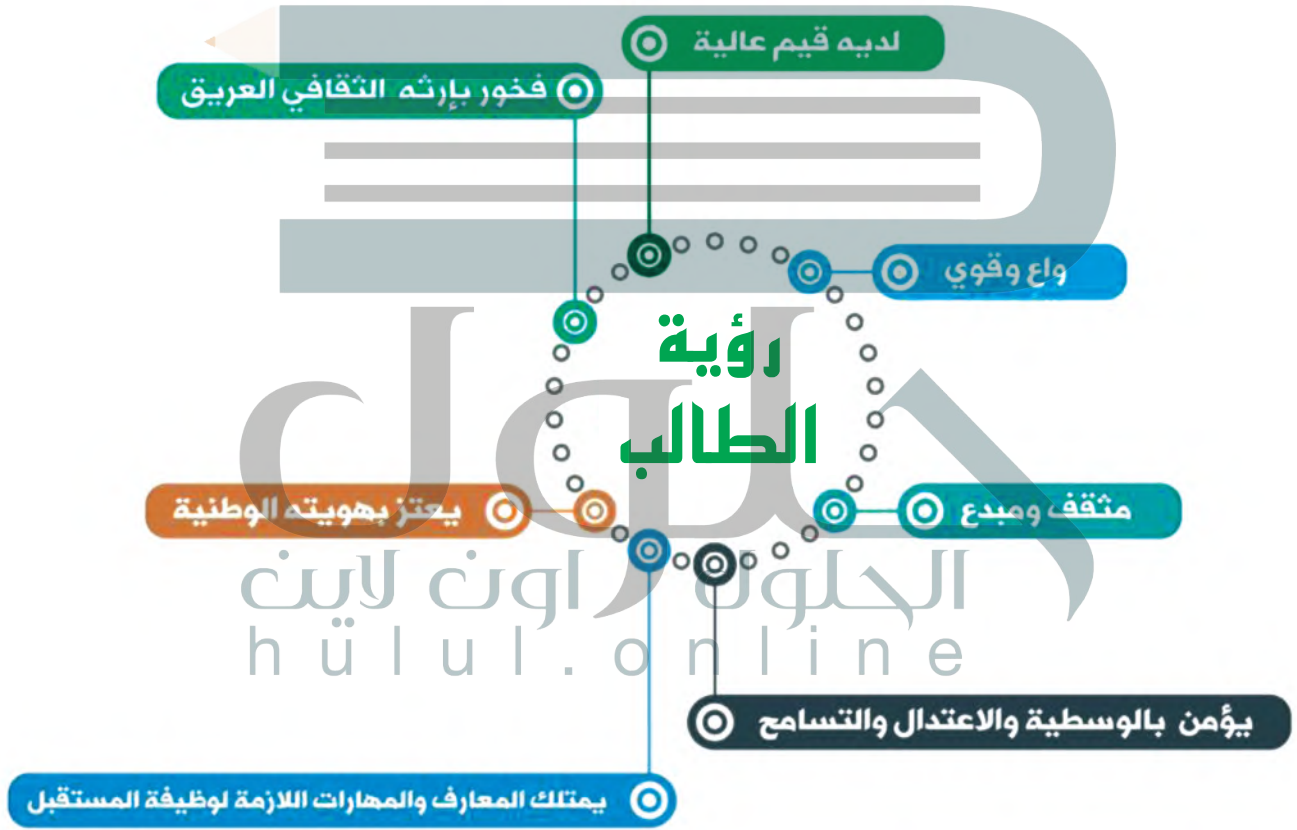 لديه قيم عالية
فخور بإرثه الثقافي العريق
واع وقوي
رؤية
الطالب
مثقف ومبدع
يعتز بهويته الوطنية
يؤمن بالوسطية والاعتدال والتسامح
يمتلك المعارف والمهارات اللازمة لوظيفة المستقبل
حلول
الحلول اون لاين
hulul.online